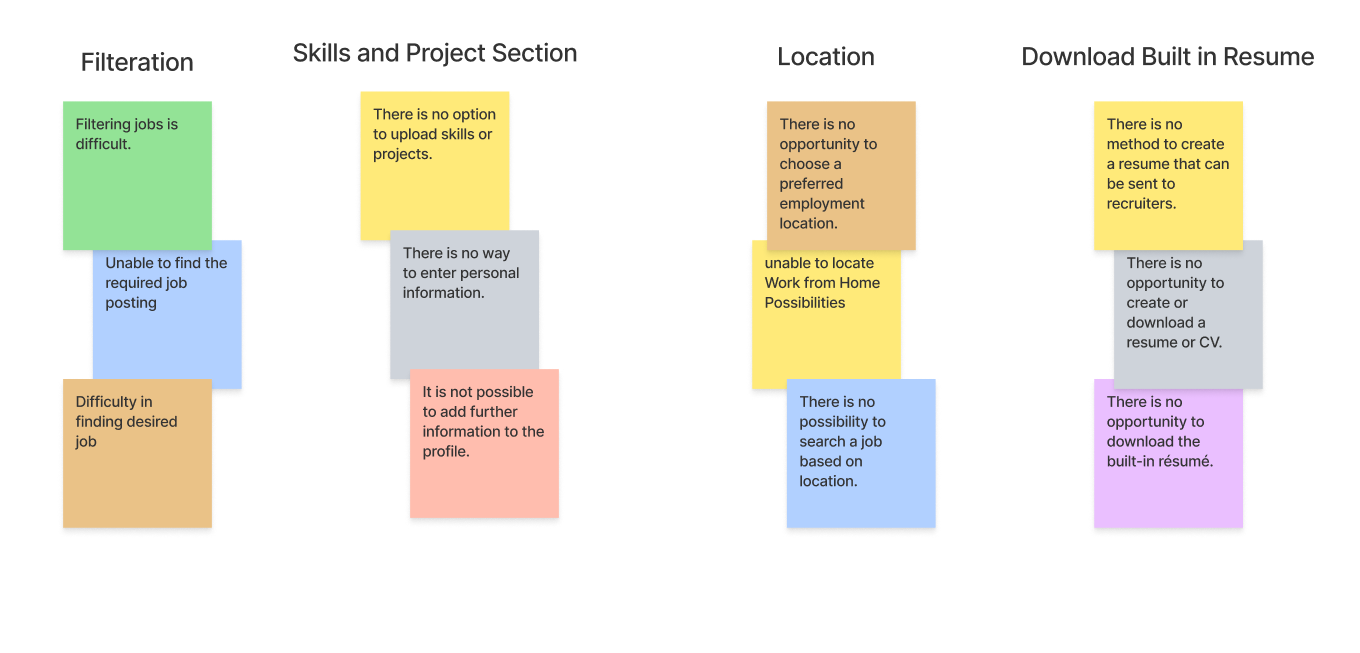 Filteration
Filtering jobs is
difficult.
Unable to find the
required job
posting
Difficulty in
finding desired
job
Skills and Project Section
There is no option
to upload skills or
projects.
There is no way
to enter personal
information.
It is not possible
to add further
information to the
profile.
Location
There is no
opportunity to
choose a
preferred
employment
location.
unable to locate
Work from Home
Possibilities
There is no
possibility to
search a job
based on
location.
Download Built in Resume
There is no
method to create
a resume that can
be sent to
recruiters.
There is no
opportunity to
create or
download a
resume or CV.
There is no
opportunity to
download the
built-in résumé.